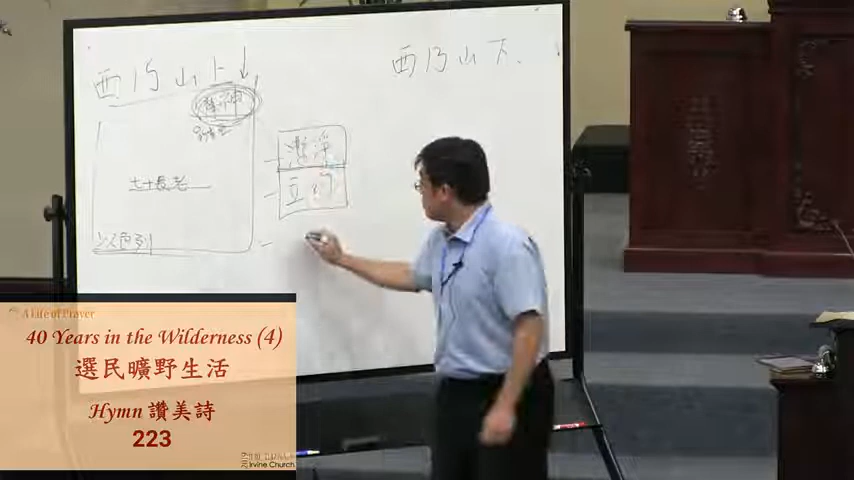 西乃山上↓
西乃山下.
潔淨
立約
七十長老
以色列
A Life of Prayer
40 Years in the Wilderness (4)
選民曠野生活
Hymn 讚美詩
223
Irvine Church